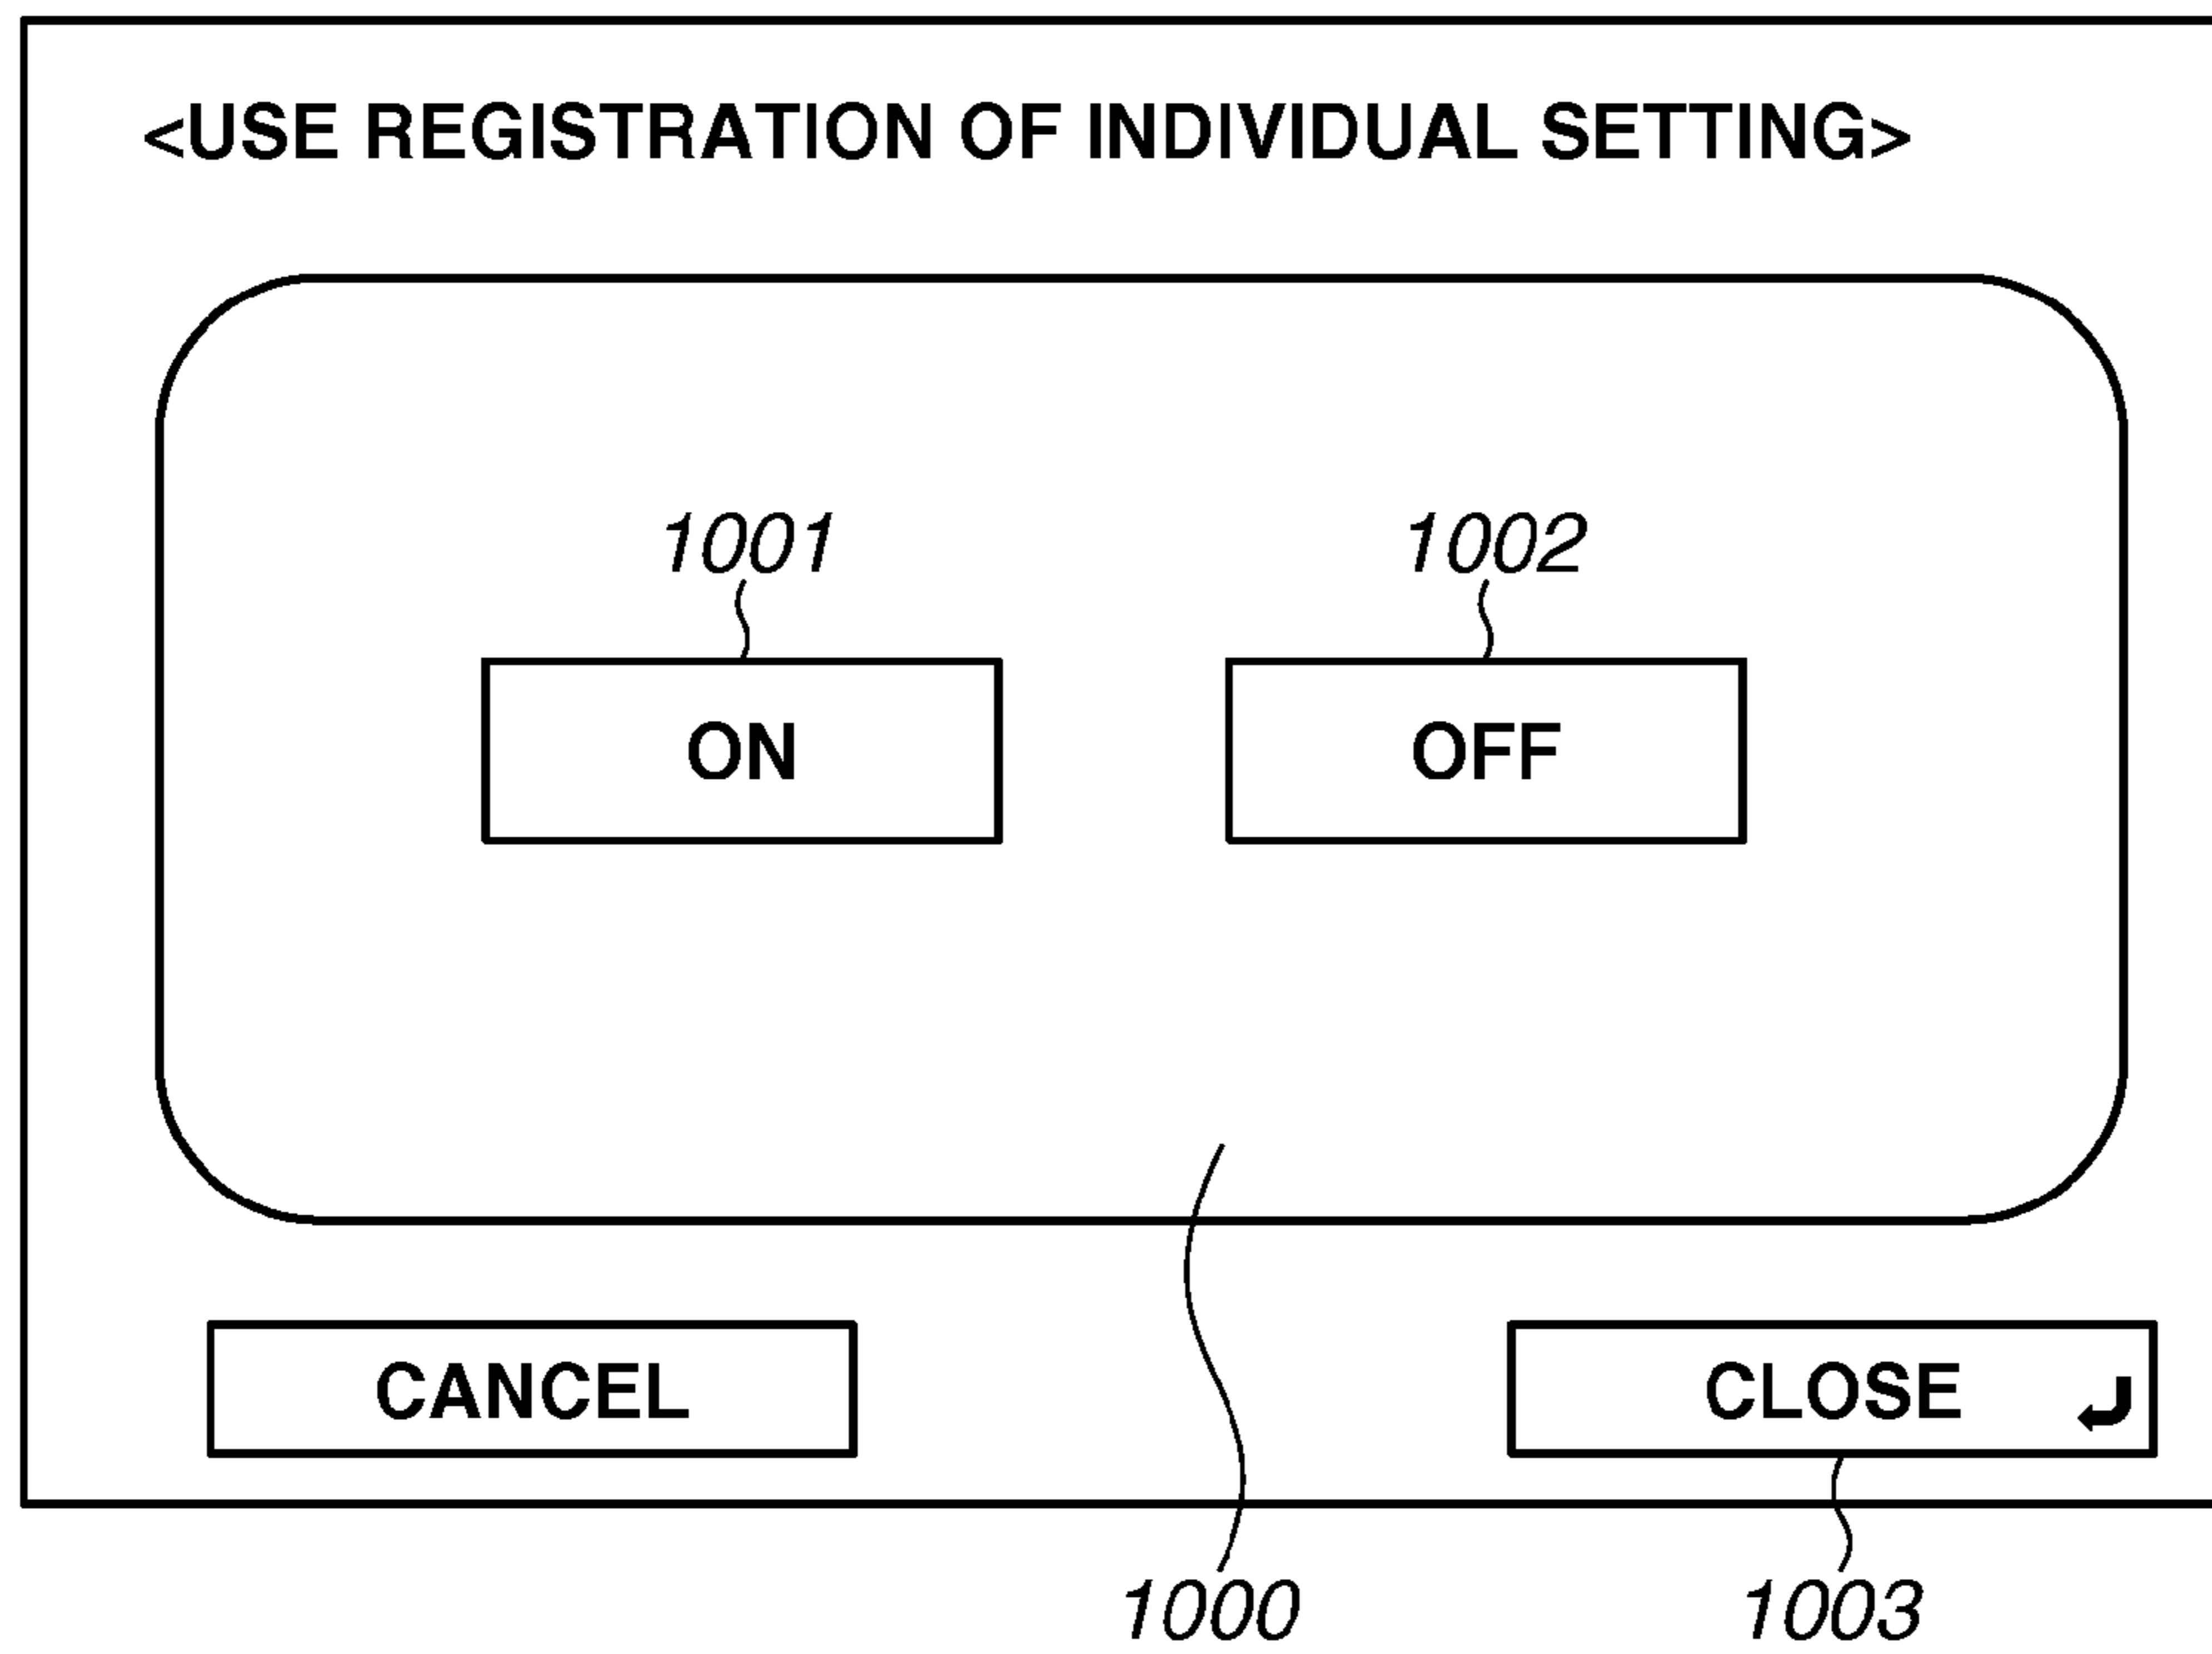 <USE REGISTRATION OF INDIVIDUAL SETTING>
1001 1002
ON OFF
CANCEL CLOSE
1000 1003